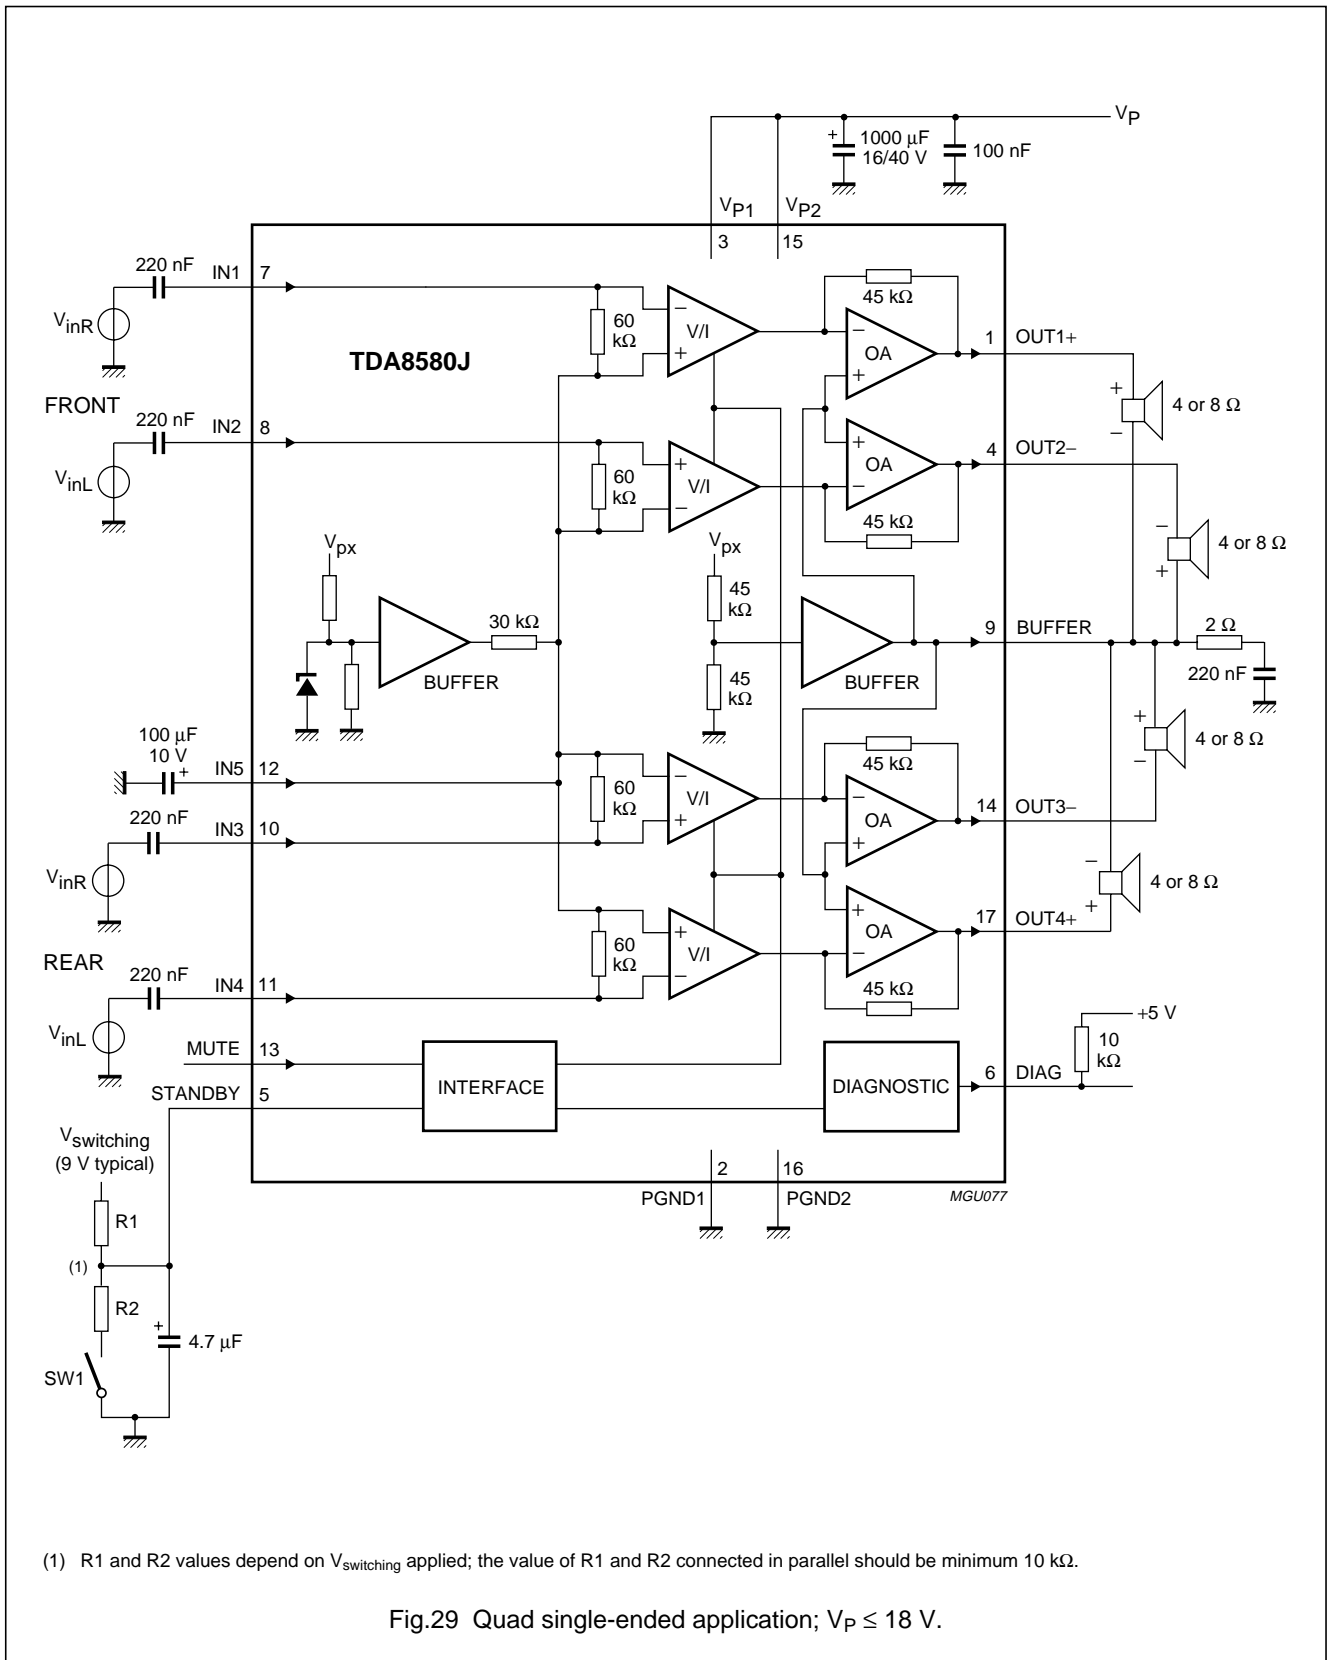 VP
+ 1000 µF
16/40 V
100 nF
VP1
VP2
3
15
220 nF
IN1
7
VinR
60
kΩ
−
V/I
+
45 kΩ
−
OA
+
1
OUT1+
TDA8580J
+
−
4 or 8 Ω
FRONT
220 nF
IN2
8
VinL
60
kΩ
+
V/I
−
+
OA
−
45 kΩ
4
OUT2−
−
+
4 or 8 Ω
Vpx
30 kΩ
BUFFER
Vpx
45
kΩ
45
kΩ
BUFFER
9
BUFFER
2 Ω
220 nF
100 µF
10 V
+
IN5
12
60
kΩ
−
V/I
+
45 kΩ
−
OA
+
14
OUT3−
+
−
4 or 8 Ω
220 nF
IN3
10
VinR
−
+
4 or 8 Ω
REAR
220 nF
IN4
11
VinL
60
kΩ
+
V/I
−
+
OA
−
45 kΩ
17
OUT4+
+5 V
10
kΩ
MUTE
13
STANDBY
5
INTERFACE
DIAGNOSTIC
6
DIAG
Vswitching
(9 V typical)
R1
(1)
R2
+
4.7 µF
SW1
2
16
PGND1
PGND2
MGU077
(1) R1 and R2 values depend on Vswitching applied; the value of R1 and R2 connected in parallel should be minimum 10 kΩ.
Fig.29 Quad single-ended application; VP ≤ 18 V.